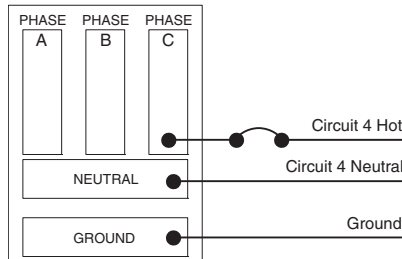 PHASE PHASE PHASE
A B C
Circuit 4 Hot
Circuit 4 Neutral
NEUTRAL
Ground
GROUND